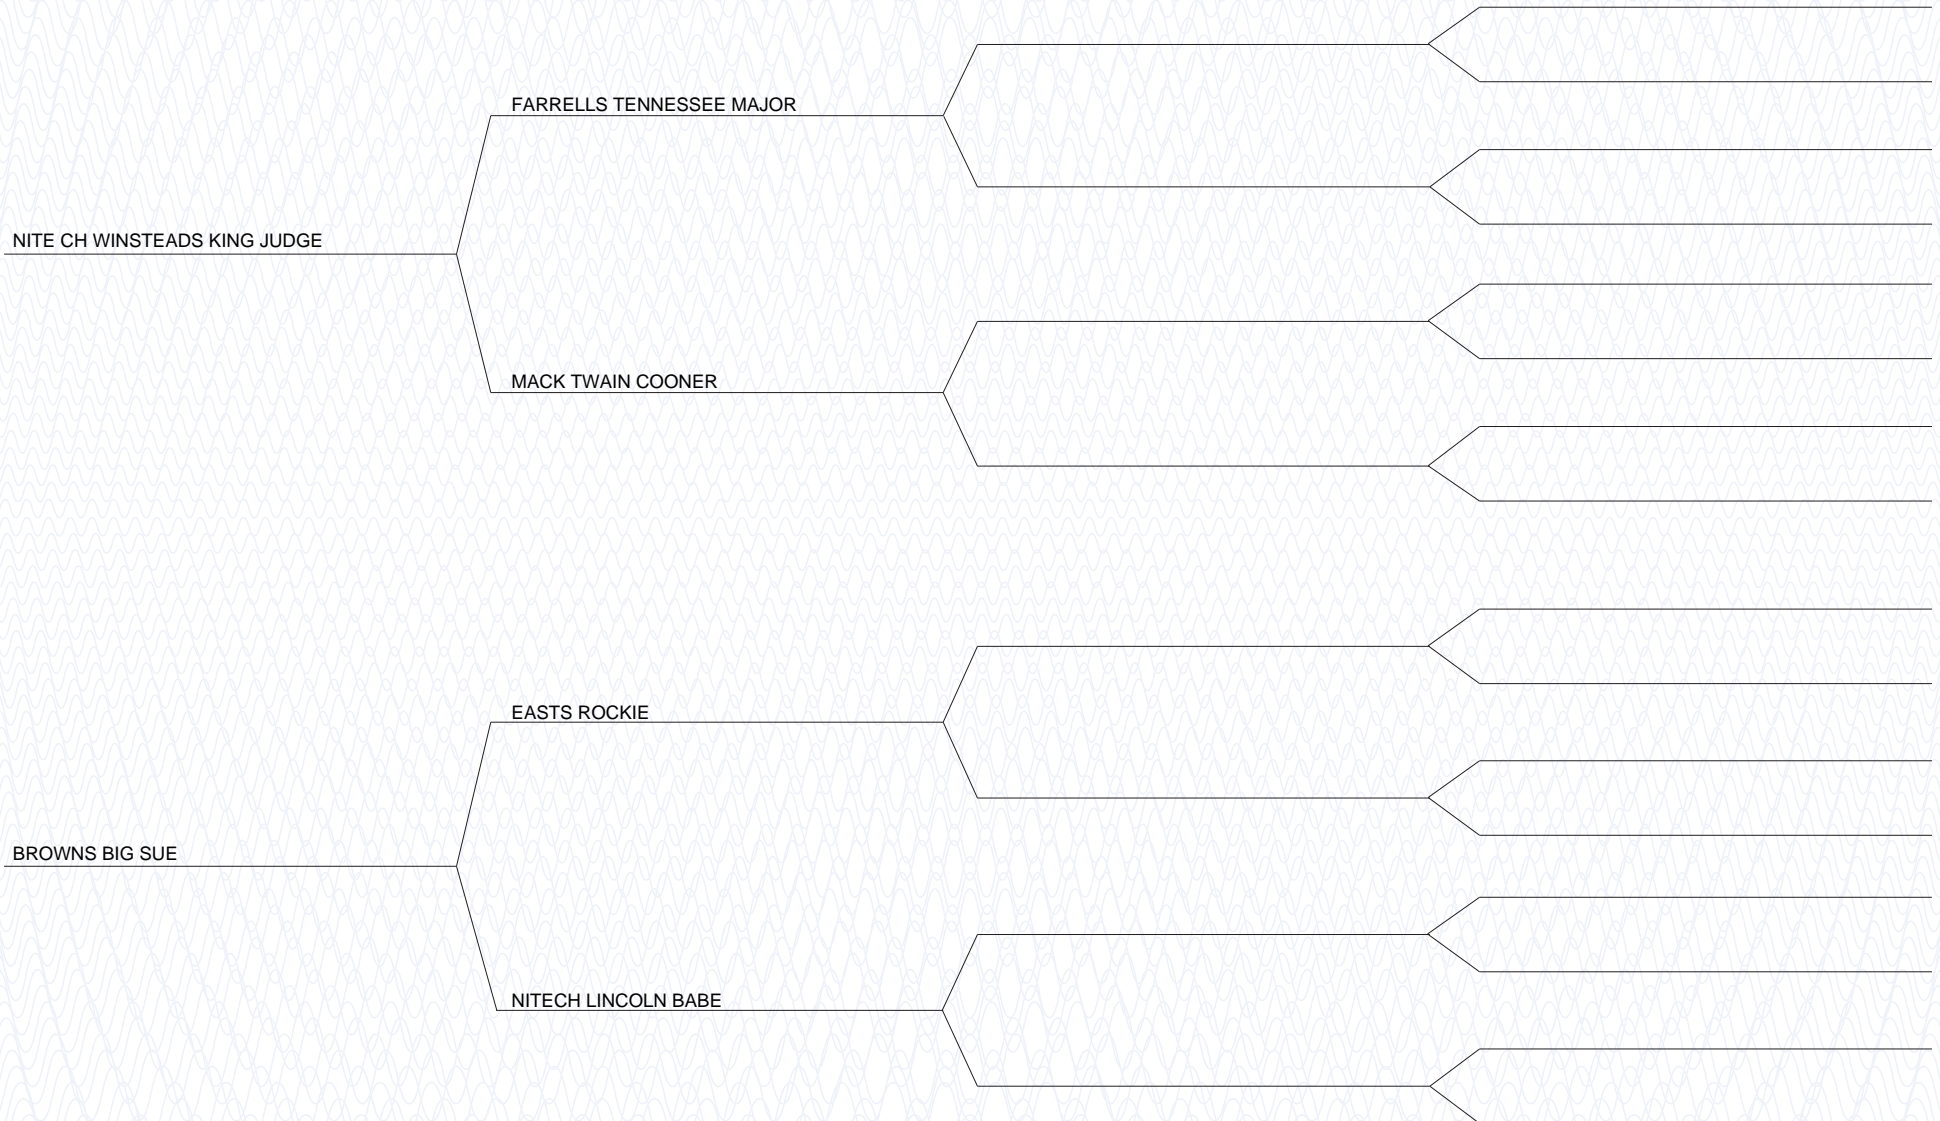 FARRELLS TENNESSEE MAJOR
NITE CH WINSTEADS KING JUDGE
MACK TWAIN COONER
EASTS ROCKIE
BROWNS BIG SUE
NITECH LINCOLN BABE